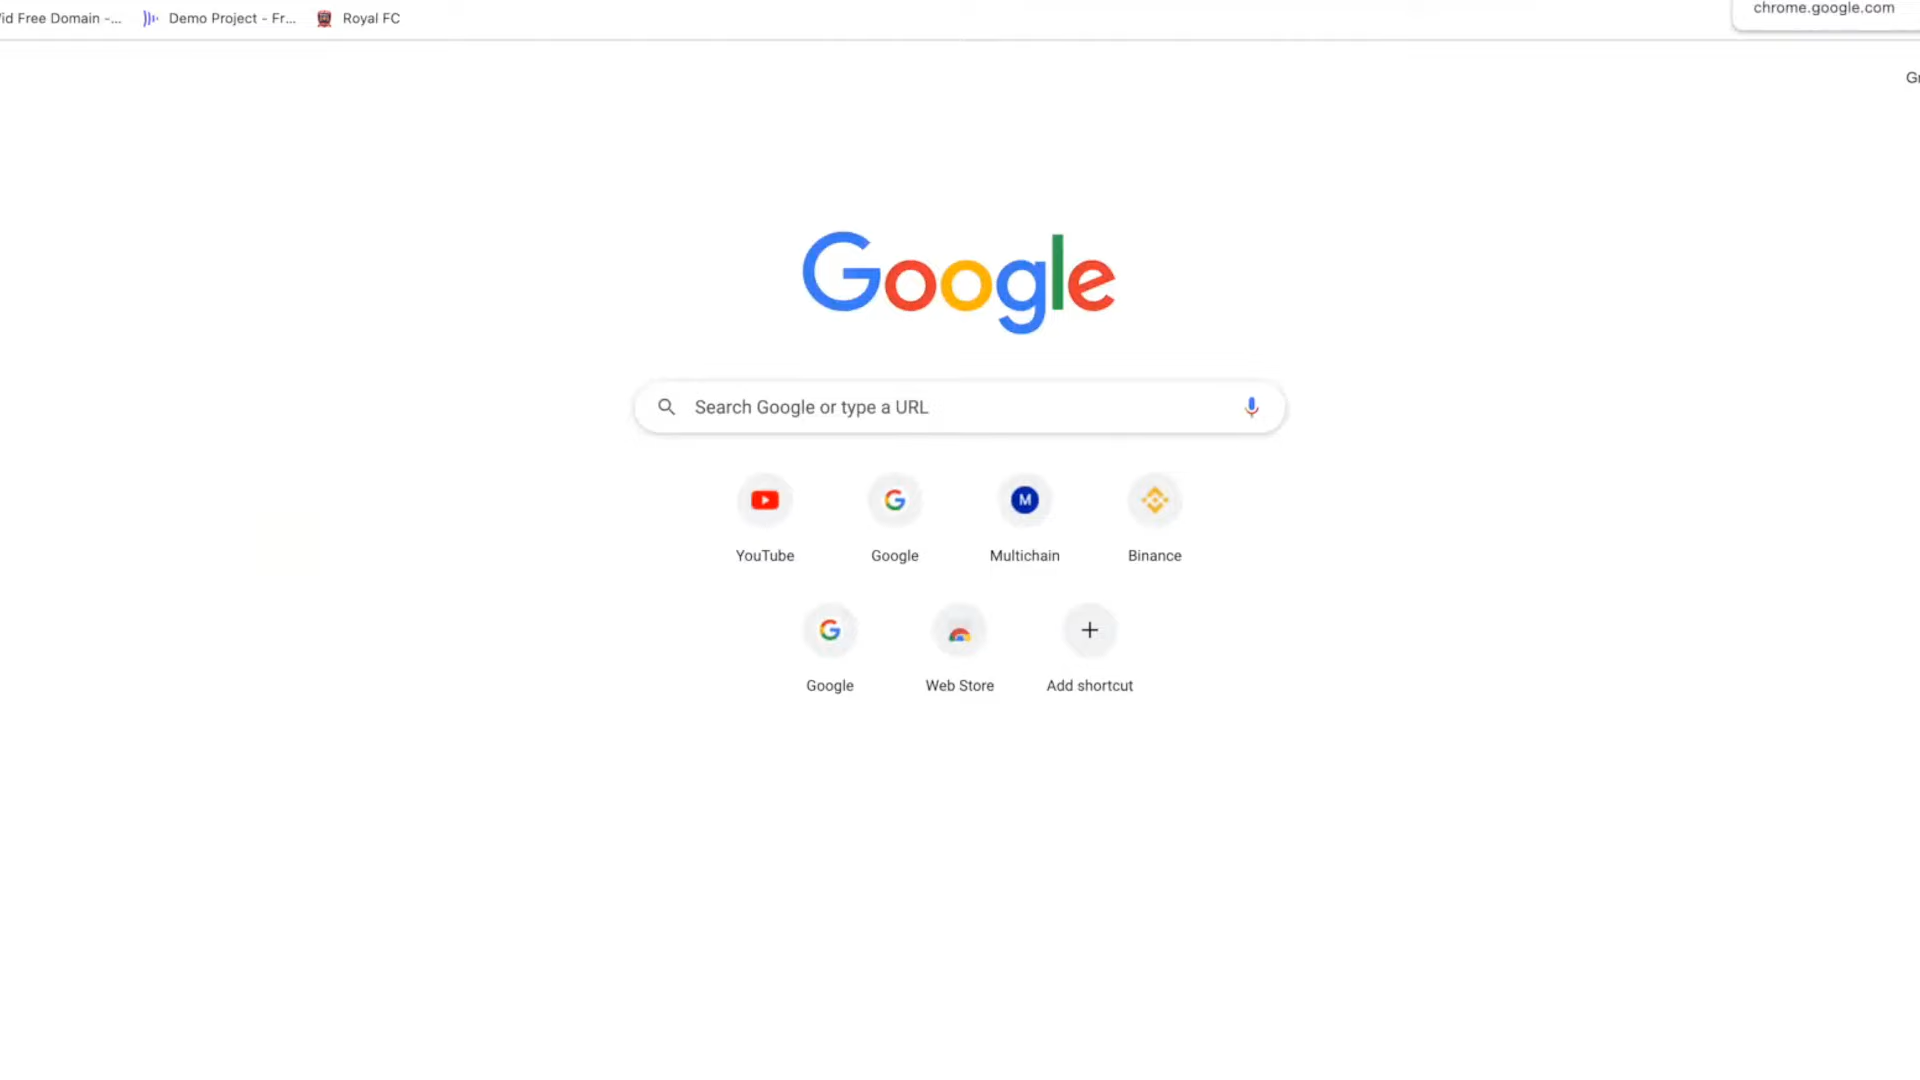 Free Domain -...
Demo Project - Fr...
Royal FC
chrome.google.com
Google
Search Google or type a URL
M
YouTube
Google
Multichain
Binance
Google
Web Store
Add shortcut